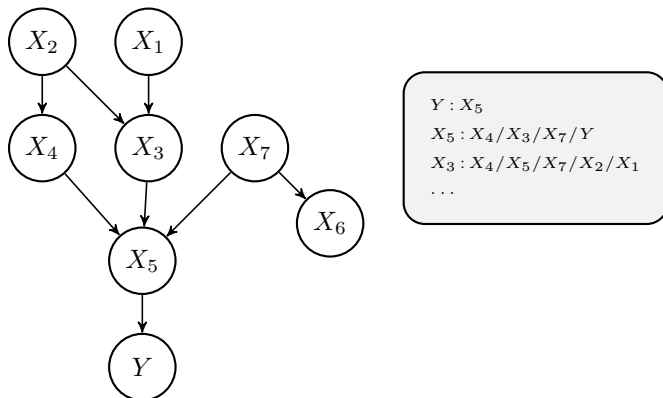 X₂ X₁
X₄ X₃ X₇
X₆
X₅
Y
Y : X₅
X₅ : X₄/X₃/X₇/Y
X₃ : X₄/X₅/X₇/X₂/X₁
...